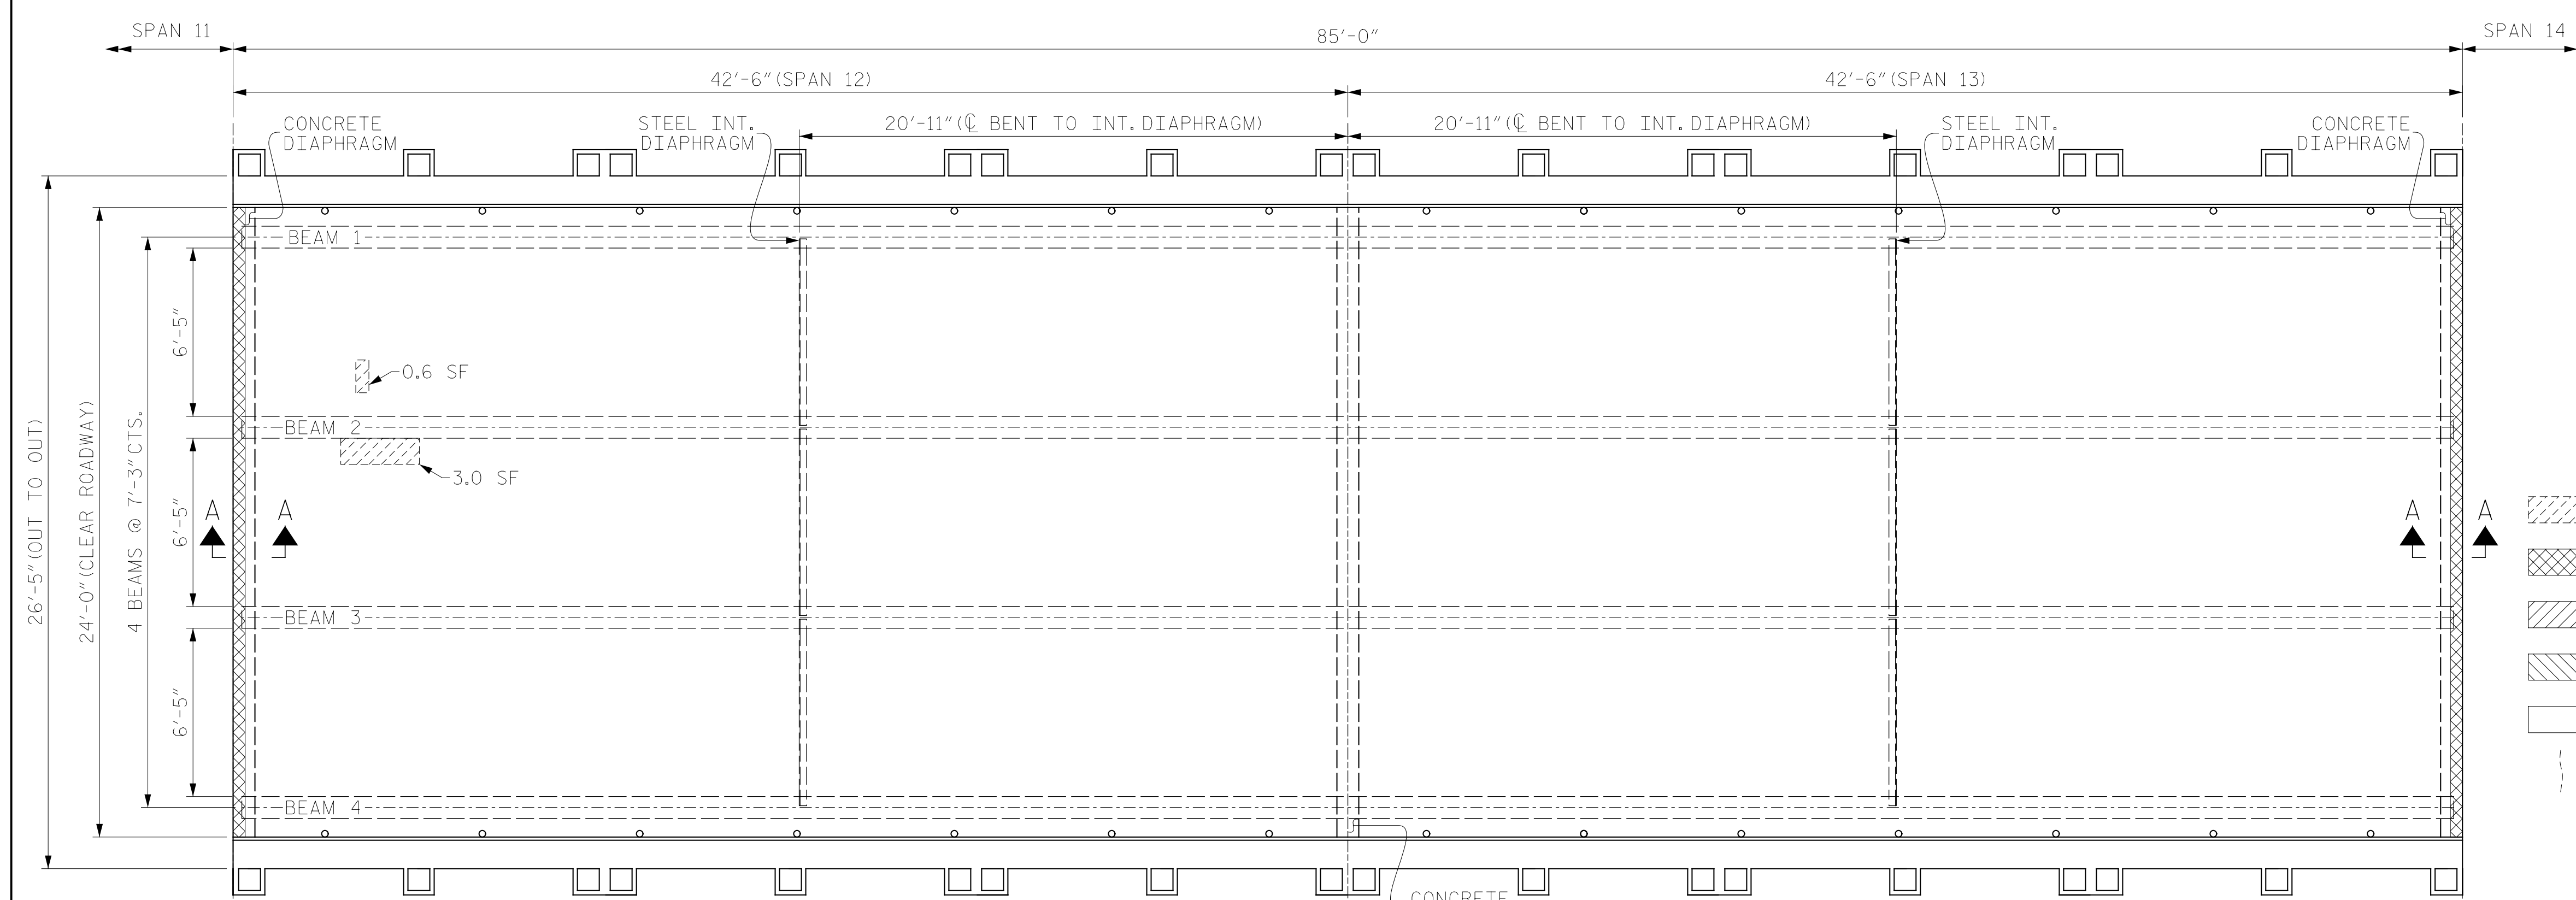 SPAN 11
85'-0"
SPAN 14
42'-6" (SPAN 12)
42'-6" (SPAN 13)
CONCRETE
DIAPHRAGM
STEEL INT.
DIAPHRAGM
20'-11" (℄ BENT TO INT. DIAPHRAGM)
20'-11" (℄ BENT TO INT. DIAPHRAGM)
STEEL INT.
DIAPHRAGM
CONCRETE
DIAPHRAGM
26'-5" (OUT TO OUT)
24'-0" (CLEAR ROADWAY)
4 BEAMS @ 7'-3" CTS.
6'-5"
6'-5"
6'-5"
BEAM 1
0.6 SF
BEAM 2
3.0 SF
A
A
A
A
BEAM 3
BEAM 4
CONCRETE